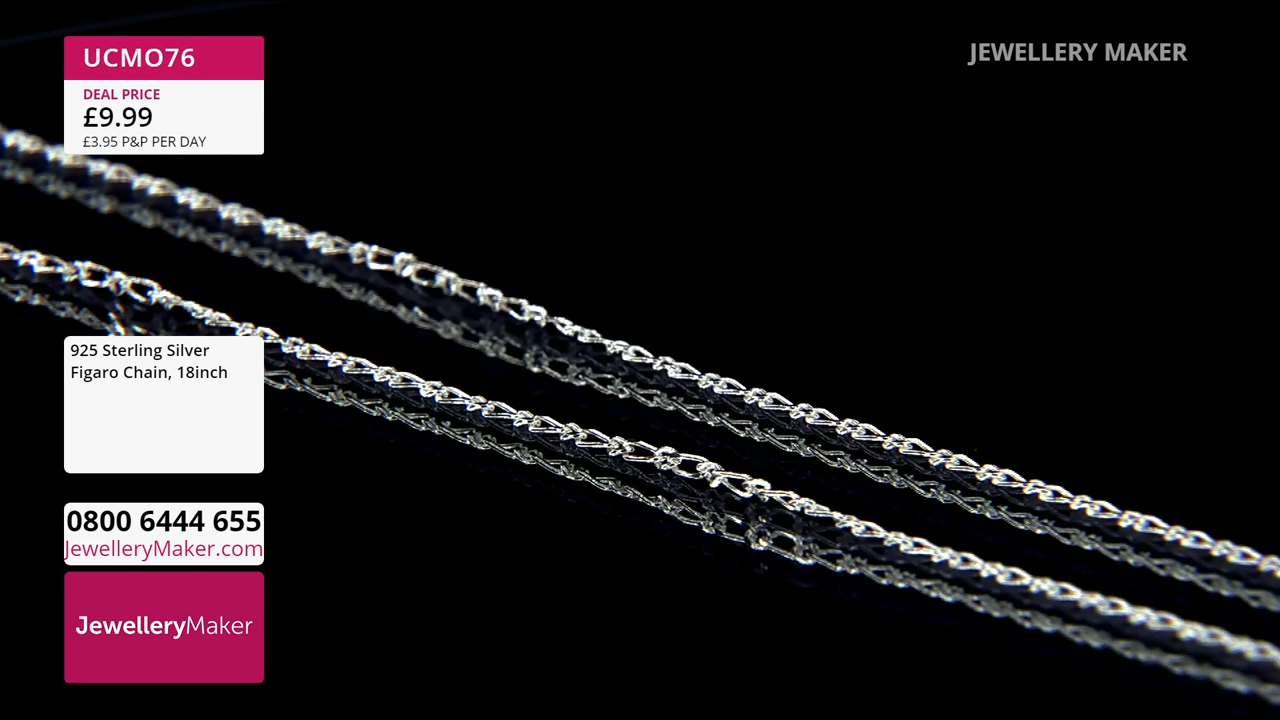 UCMO76
DEAL PRICE
£9.99
£3.95 P&P PER DAY
JEWELLERY MAKER
925 Sterling Silver
Figaro Chain, 18inch
0800 6444 655
JewelleryMaker.com
JewelleryMaker